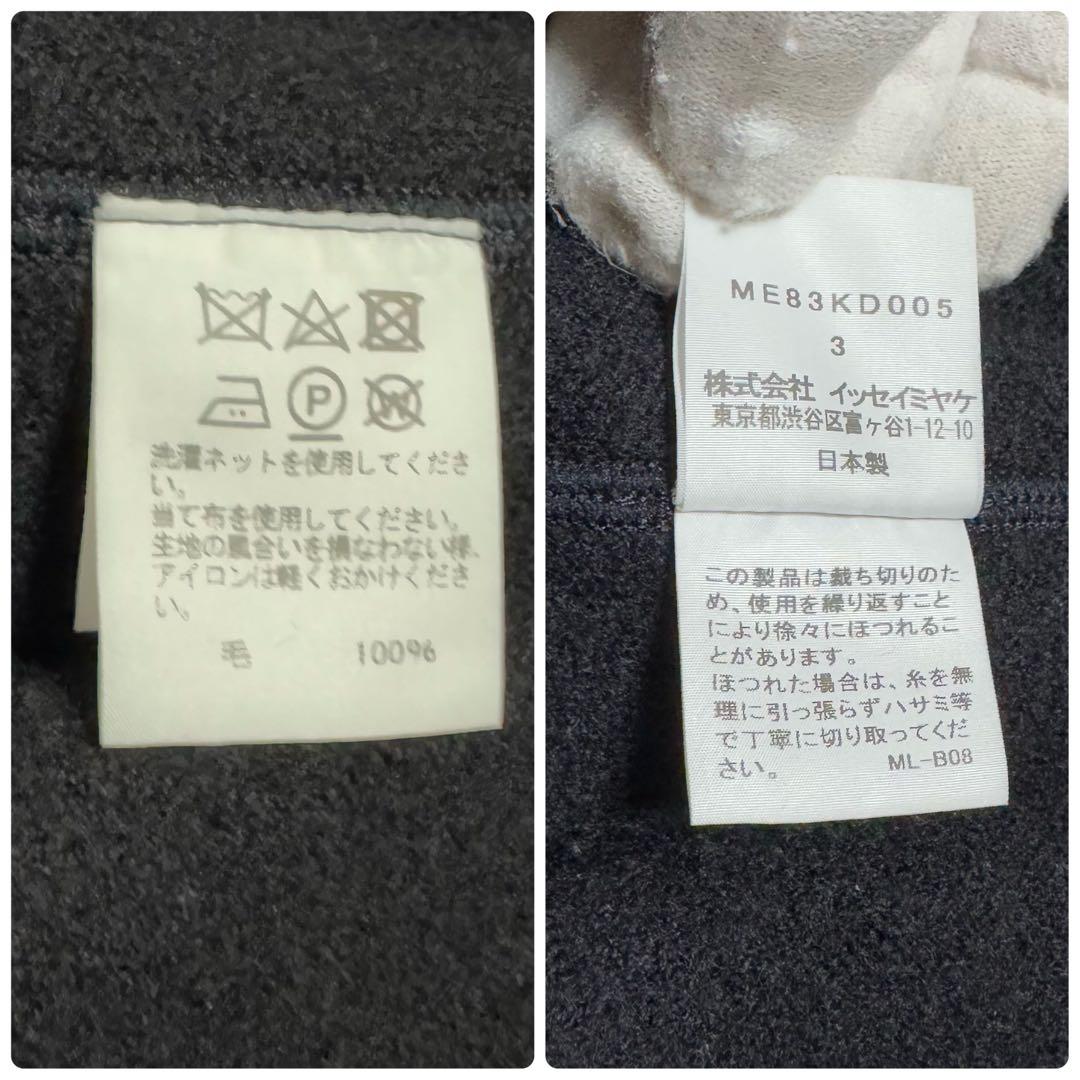 P
W
洗濯ネットを使用してくださ
い。
当て布を使用してください。
生地の風合いを損なわない様、
アイロンは軽くおかけくださ
い。
毛 100%
ME83KD005
3
株式会社 イッセイミヤケ
東京都渋谷区富ヶ谷1-12-10
日本製
この製品は裁ち切りのた
め、使用を繰り返すこと
により徐々にほつれるこ
とがあります。
ほつれた場合は、糸を無
理に引っ張らずハサミ等
で丁寧に切り取ってくだ
さい。 ML-B08